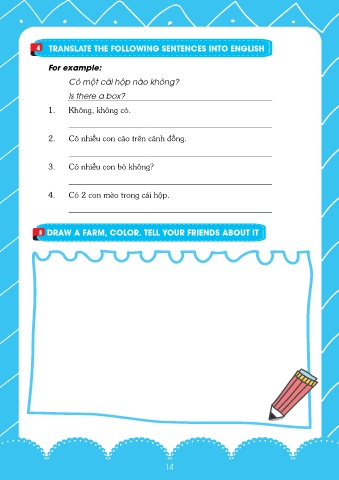 4 TRANSLATE THE FOLLOWING SENTENCES INTO ENGLISH
For example:
Có một cái hộp nào không?
Is there a box?
1. Không, không có.
2. Có nhiều con cáo trên cánh đồng.
3. Có nhiều con bò không?
4. Có 2 con mèo trong cái hộp.
DRAW A FARM, COLOR. TELL YOUR FRIENDS ABOUT IT
14